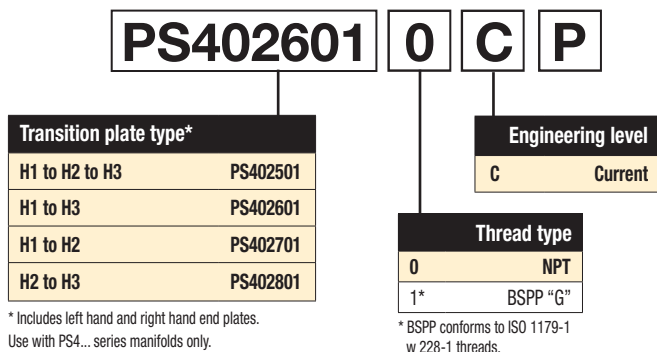 PS402601 0 C P
Transition plate type*
H1 to H2 to H3 PS402501
H1 to H3 PS402601
H1 to H2 PS402701
H2 to H3 PS402801
* Includes left hand and right hand end plates.
Use with PS4... series manifolds only.
Engineering level
C Current
Thread type
0 NPT
1* BSPP “G”
* BSPP conforms to ISO 1179-1
w 228-1 threads.